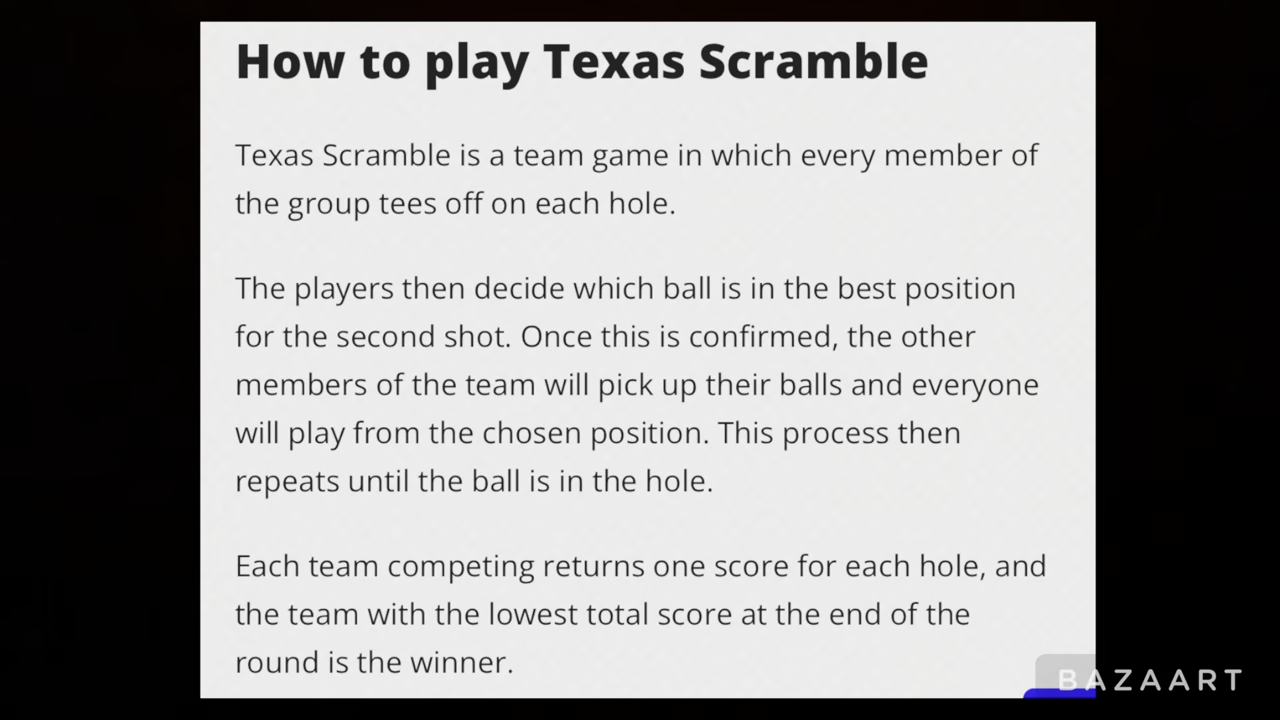 How to play Texas Scramble
Texas Scramble is a team game in which every member of
the group tees off on each hole.
The players then decide which ball is in the best position
for the second shot. Once this is confirmed, the other
members of the team will pick up their balls and everyone
will play from the chosen position. This process then
repeats until the ball is in the hole.
Each team competing returns one score for each hole, and
the team with the lowest total score at the end of the
round is the winner.
BAZAART